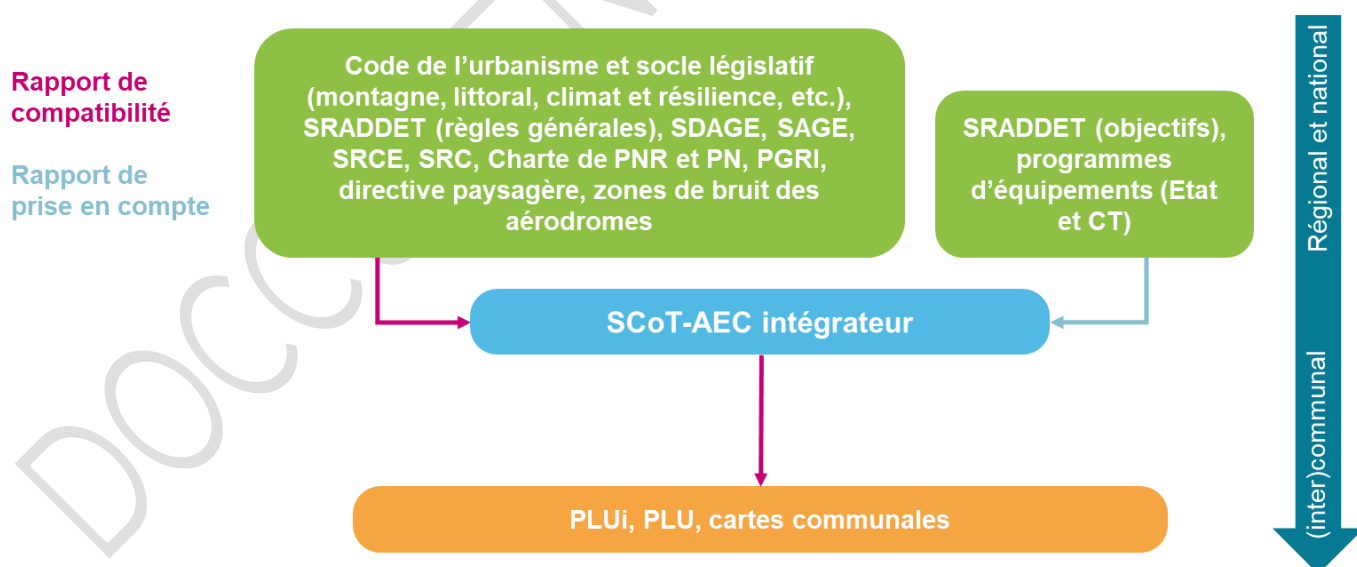 Rapport de
compatibilité
Rapport de
prise en compte
Code de l'urbanisme et socle législatif
(montagne, littoral, climat et résilience, etc.),
SRADDET (règles générales), SDAGE, SAGE,
SRCE, SRC, Charte de PNR et PN, PGRI,
directive paysagère, zones de bruit des
aérodromes
SRADDET (objectifs),
programmes
d'équipements (Etat
et CT)
SCoT-AEC intégrateur
PLUi, PLU, cartes communales
Régional et national
(inter)communal